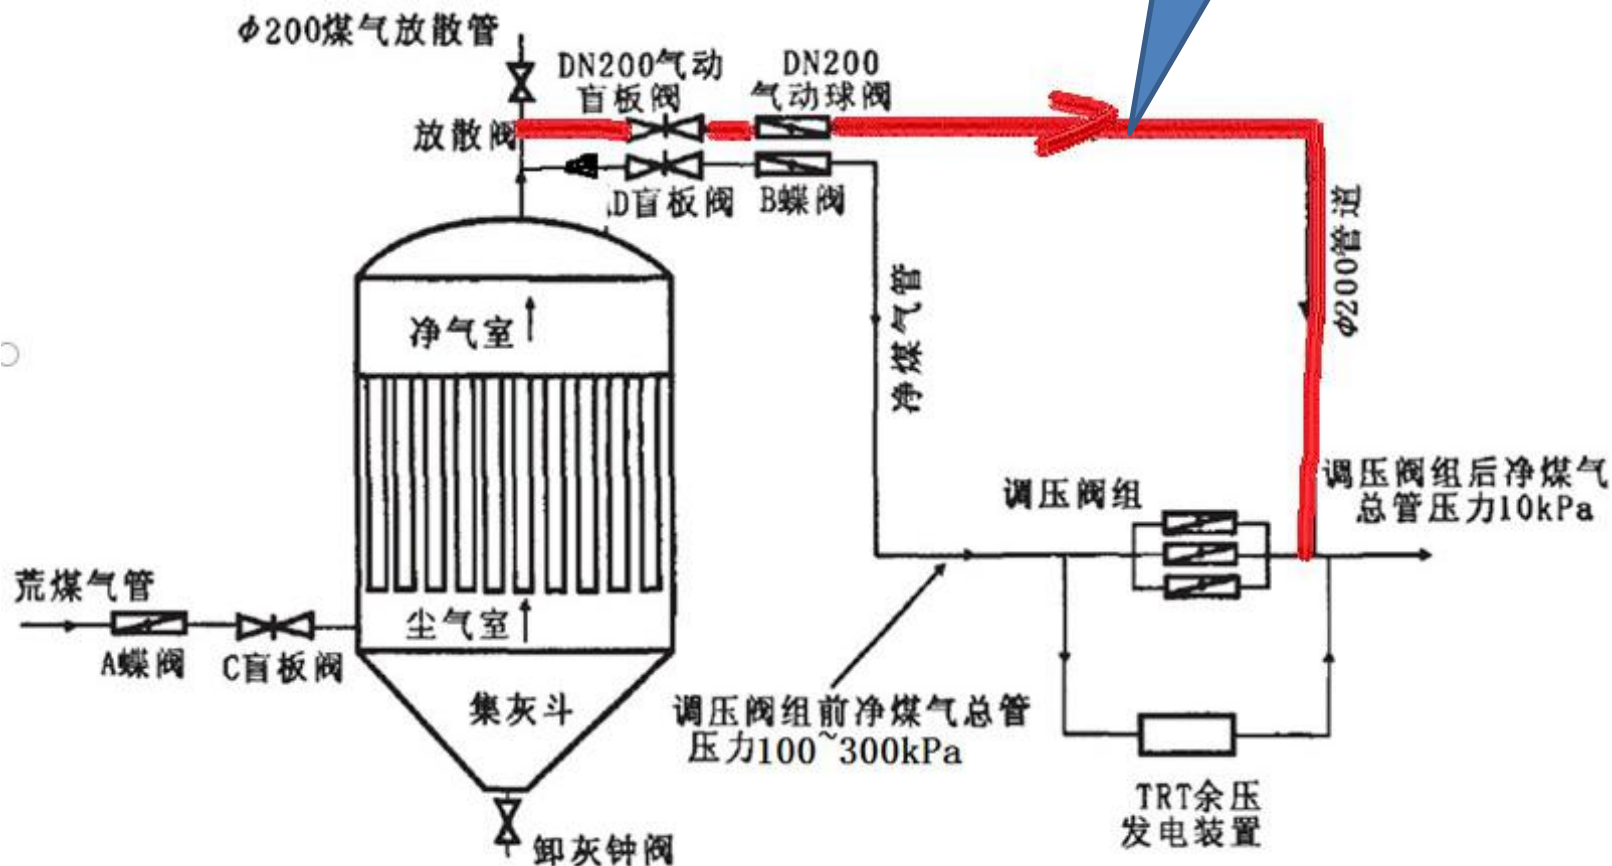 ф200煤气放散管
DN200气动
盲板阀
DN200
气动球阀
放散阀
D盲板阀
B蝶阀
净煤气管
ф200管道
净气室
调压阀组
调压阀组后净煤气
总管压力10kPa
荒煤气管
A蝶阀
C盲板阀
尘气室
集灰斗
调压阀组前净煤气总管
压力100~300kPa
TRT余压
发电装置
卸灰钟阀